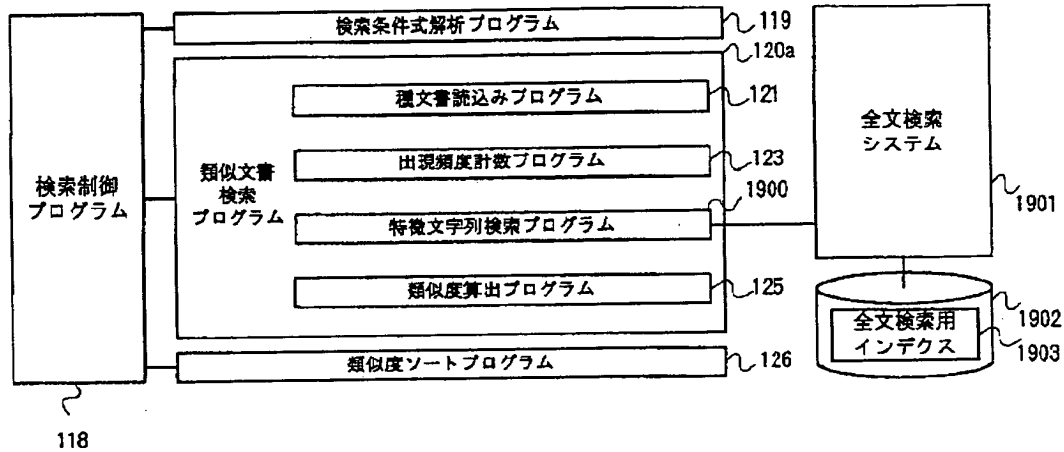 検索条件式解析プログラム
119
120a
種文書読込みプログラム
121
出現頻度計数プログラム
123
1900
特徴文字列検索プログラム
類似度算出プログラム
125
類似文書
検索
プログラム
検索制御
プログラム
類似度ソートプログラム
126
118
全文検索
システム
1901
1902
全文検索用
インデクス
1903